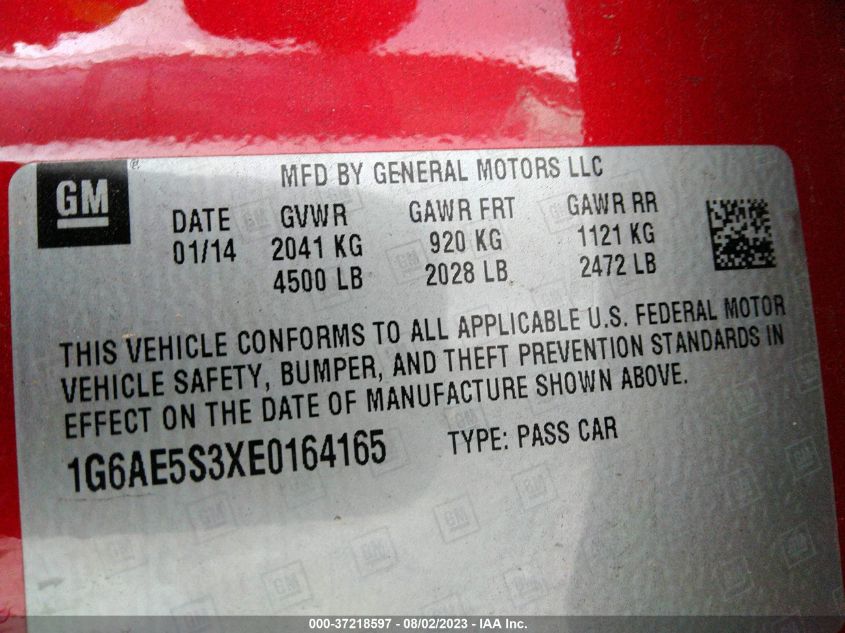 GM®
MFD BY GENERAL MOTORS LLC
DATE GVWR GAWR FRT GAWR RR
01/14 2041 KG 920 KG 1121 KG
4500 LB 2028 LB 2472 LB
THIS VEHICLE CONFORMS TO ALL APPLICABLE U.S. FEDERAL MOTOR
VEHICLE SAFETY, BUMPER, AND THEFT PREVENTION STANDARDS IN
EFFECT ON THE DATE OF MANUFACTURE SHOWN ABOVE.
1G6AE5S3XE0164165 TYPE: PASS CAR
000-37218597 - 08/02/2023 - IAA Inc.